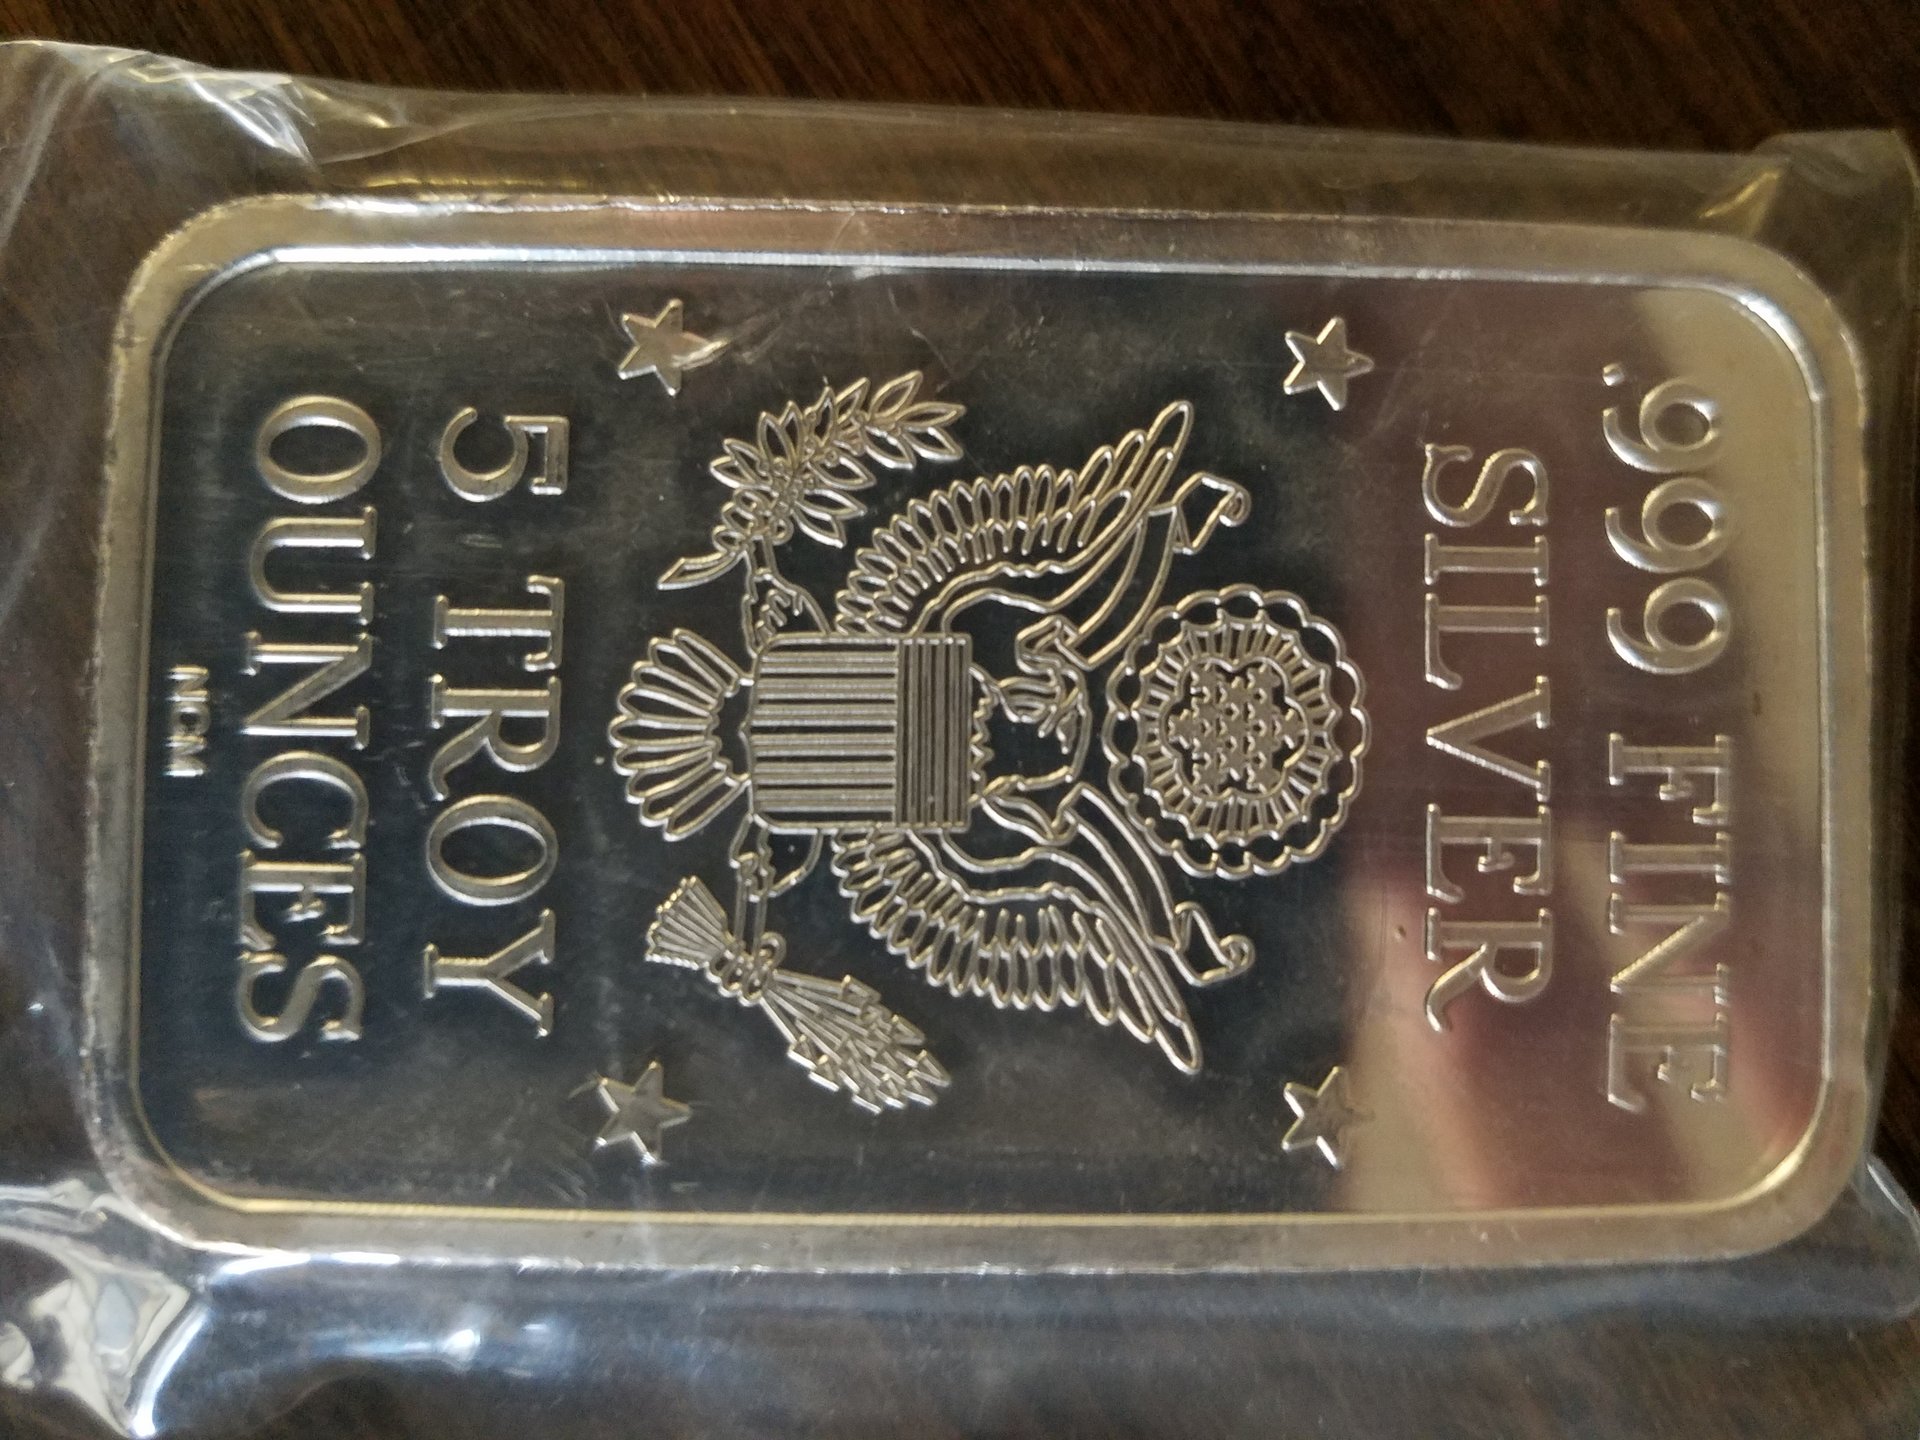 .999 FINE
SILVER
5 TROY
OUNCES
NCM